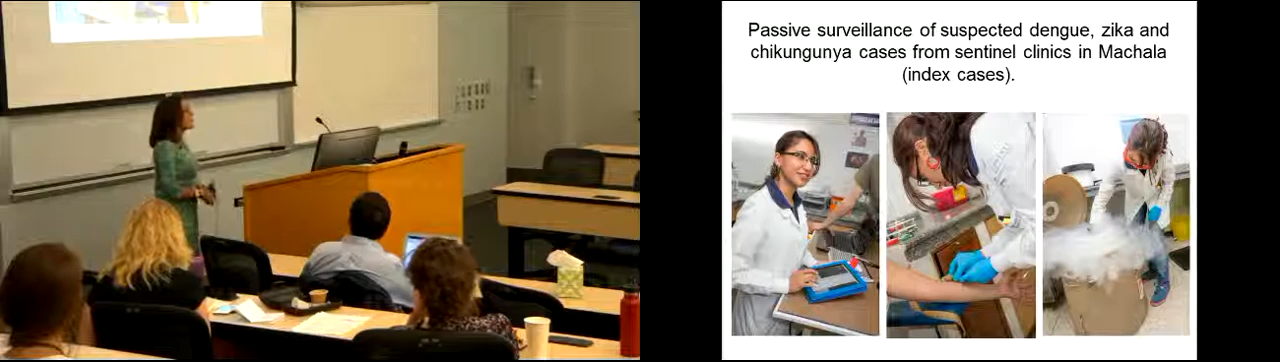 Passive surveillance of suspected dengue, zika and
chikungunya cases from sentinel clinics in Machala
(index cases).